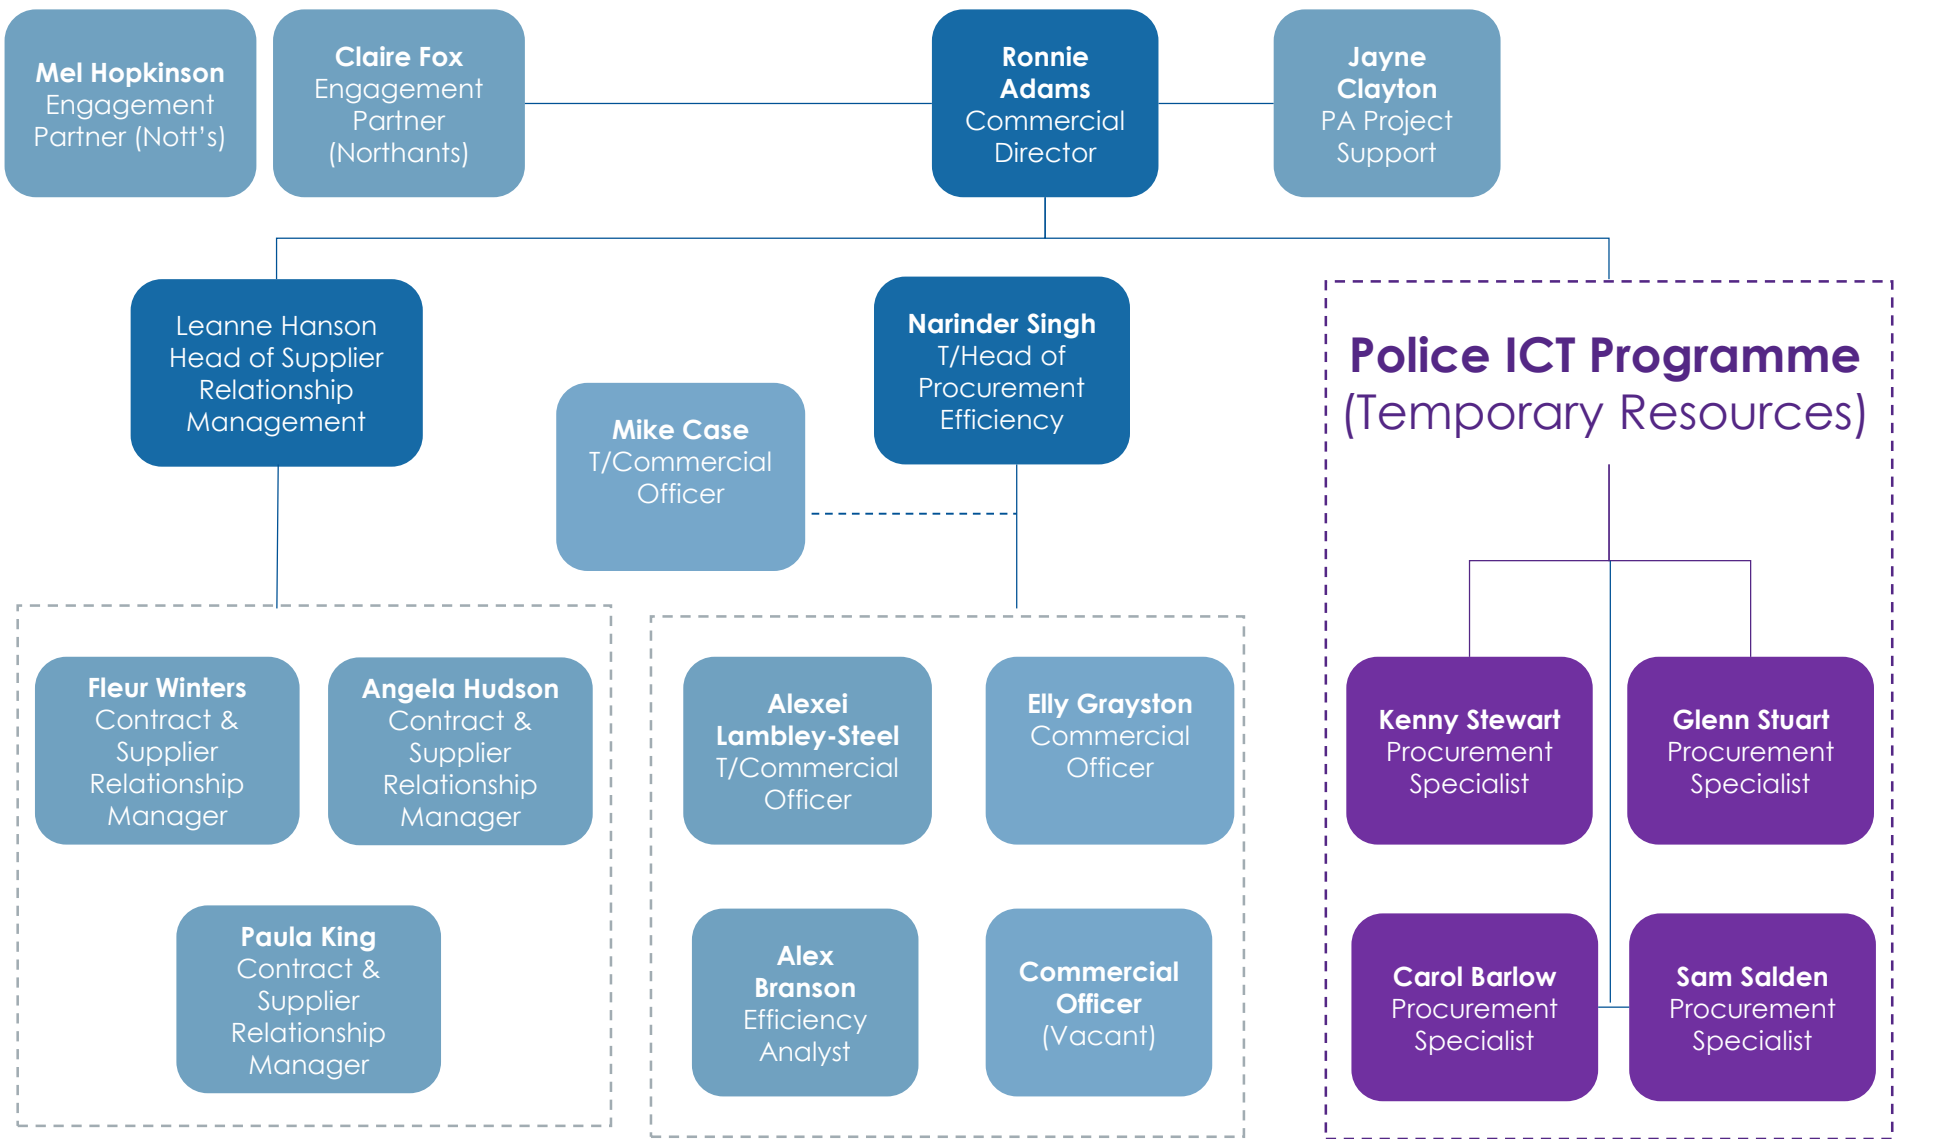 Mel Hopkinson
Engagement
Partner (Nott's)
Claire Fox
Engagement
Partner
(Northants)
Ronnie
Adams
Commercial
Director
Jayne
Clayton
PA Project
Support
Leanne Hanson
Head of Supplier
Relationship
Management
Mike Case
T/Commercial
Officer
Narinder Singh
T/Head of
Procurement
Efficiency
Police ICT Programme
(Temporary Resources)
Fleur Winters
Contract &
Supplier
Relationship
Manager
Angela Hudson
Contract &
Supplier
Relationship
Manager
Paula King
Contract &
Supplier
Relationship
Manager
Alexei
Lambley-Steel
T/Commercial
Officer
Elly Grayston
Commercial
Officer
Alex
Branson
Efficiency
Analyst
Commercial
Officer
(Vacant)
Kenny Stewart
Procurement
Specialist
Glenn Stuart
Procurement
Specialist
Carol Barlow
Procurement
Specialist
Sam Salden
Procurement
Specialist